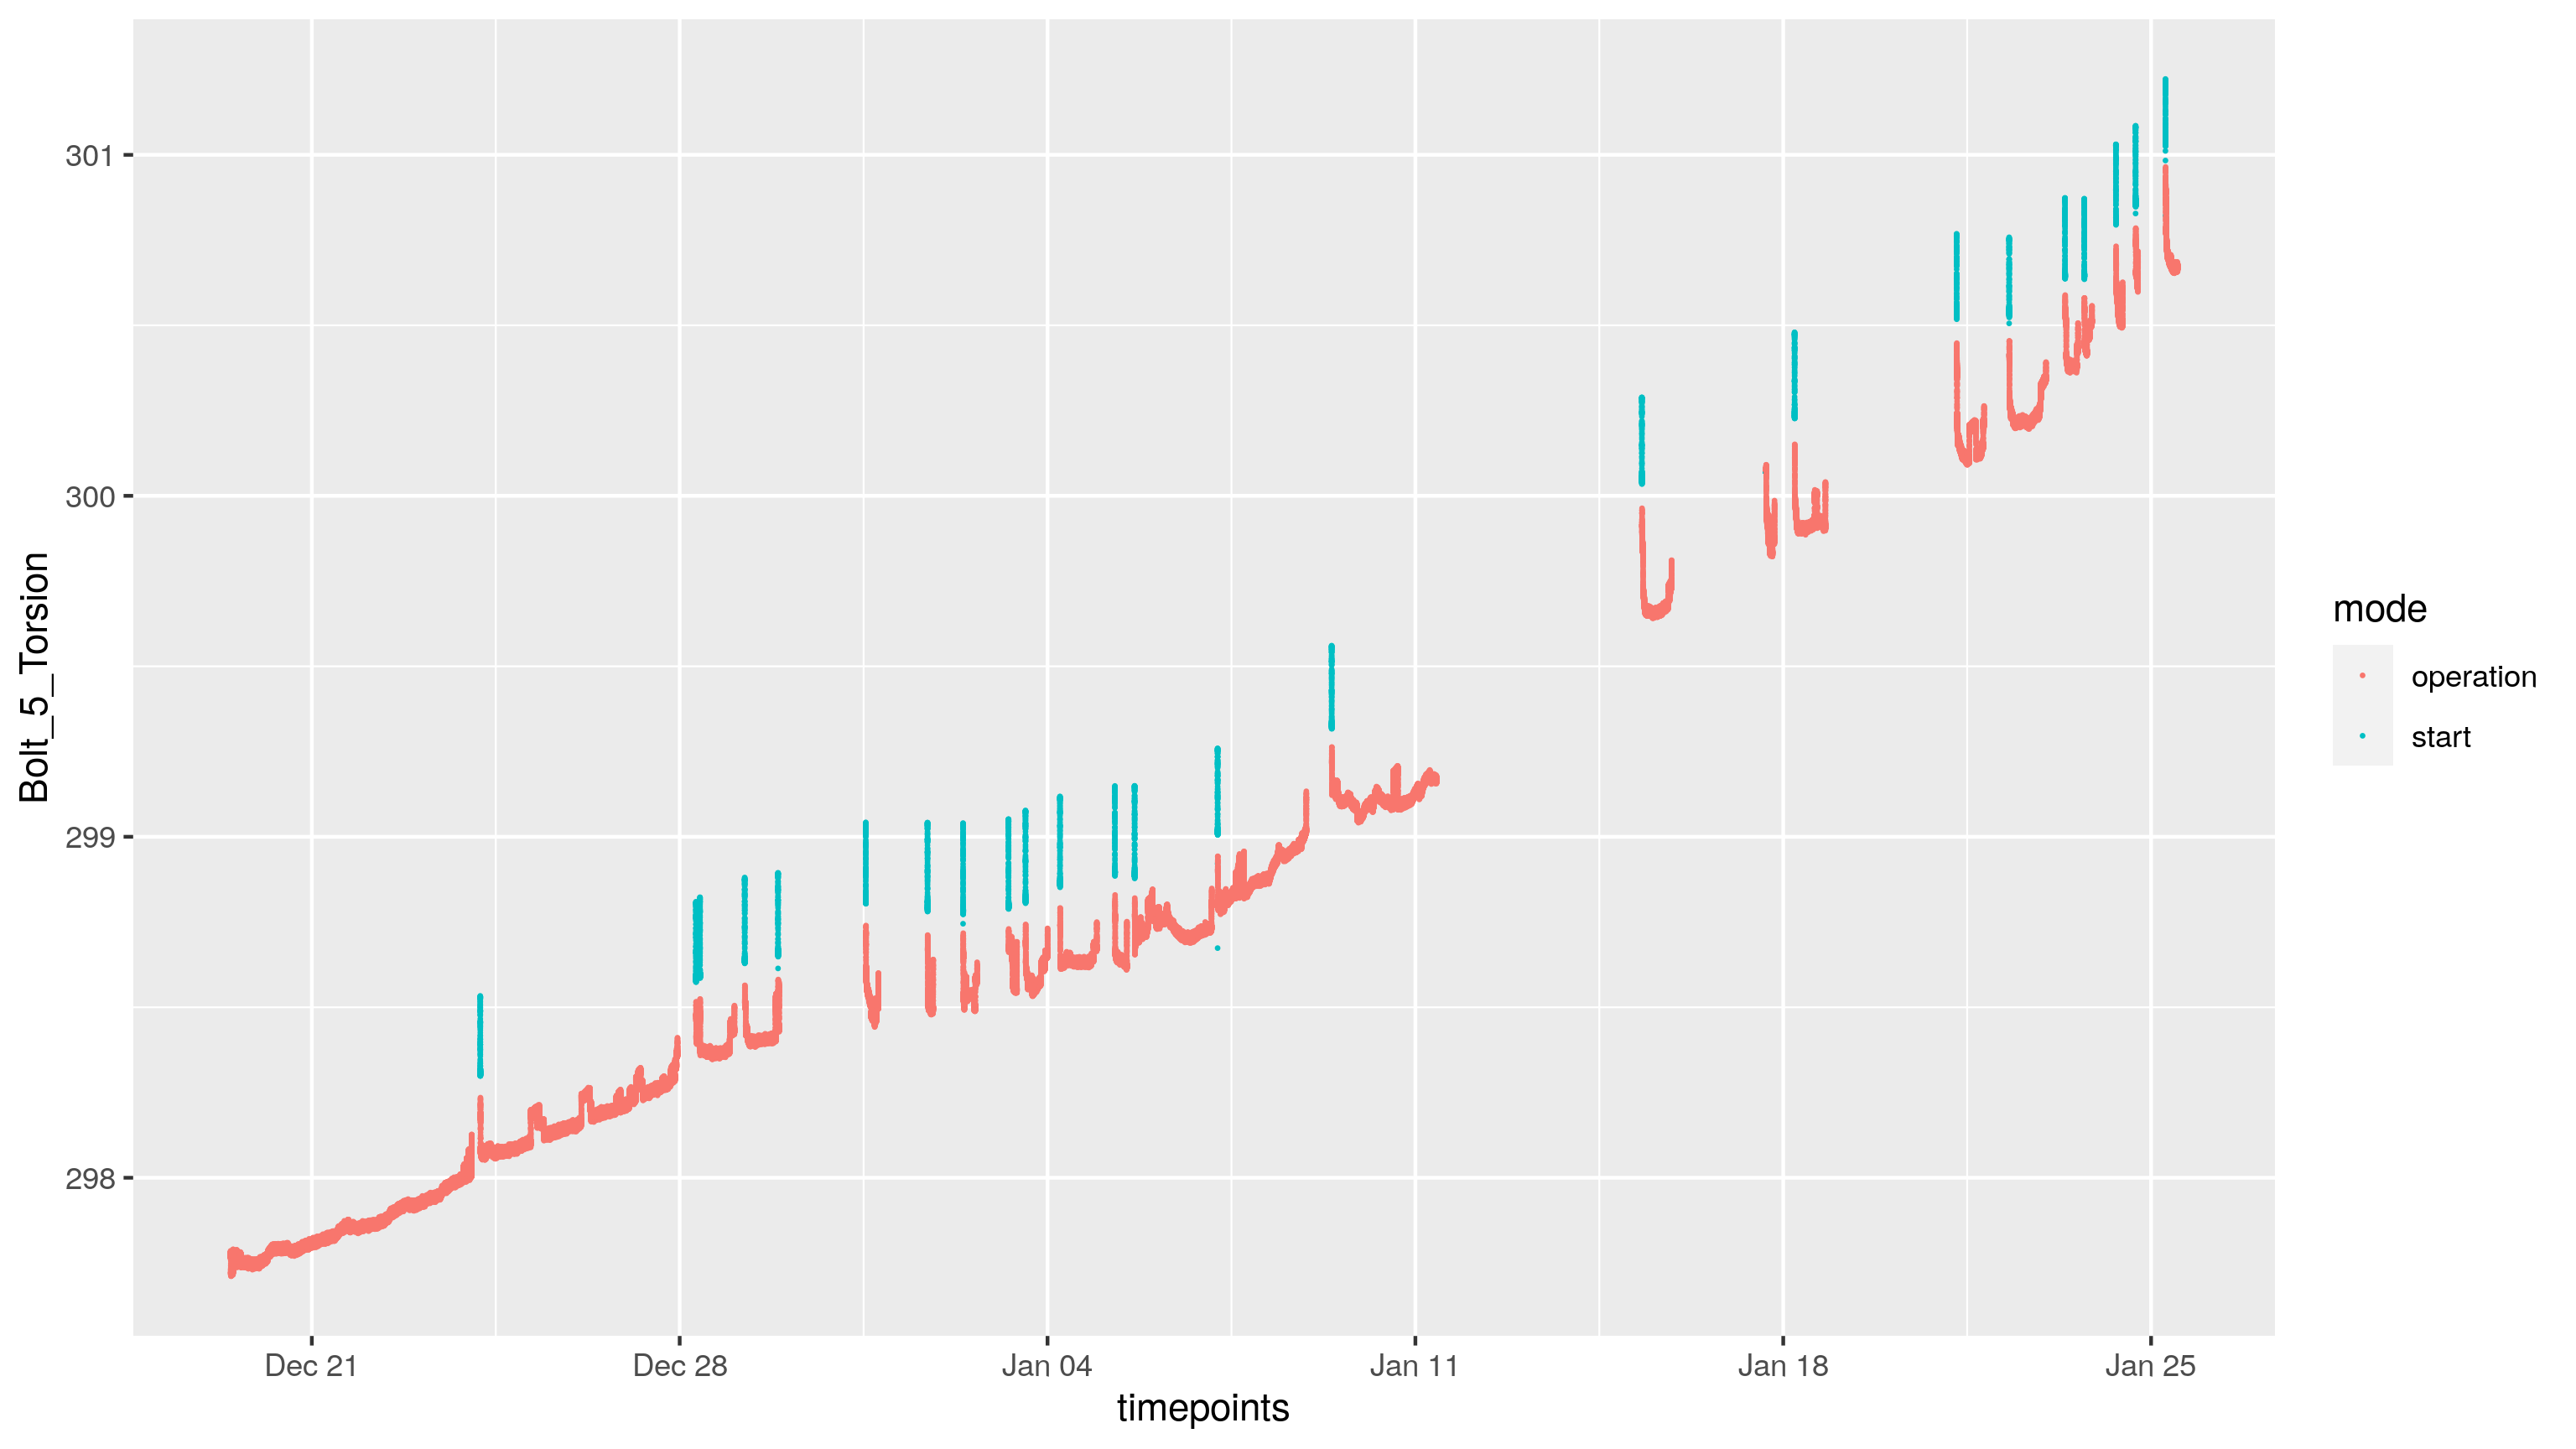 301
300
299
298
Bolt_5_Torsion
Dec 21 Dec 28 Jan 04 Jan 11 Jan 18 Jan 25
timepoints
mode
operation
start